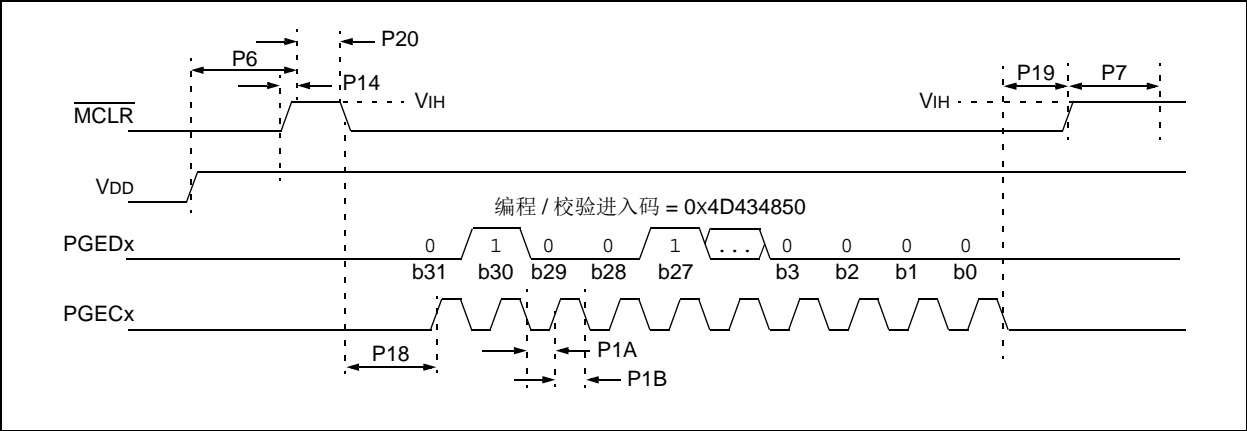 P20
P6
P14
MCLR
VIH
VIH
P19
P7
VDD
编程 / 校验进入码 = 0x4D434850
PGEDx
0 1 0 0 1 ... 0 0 0 0
b31 b30 b29 b28 b27 b3 b2 b1 b0
PGECx
P18
P1A
P1B